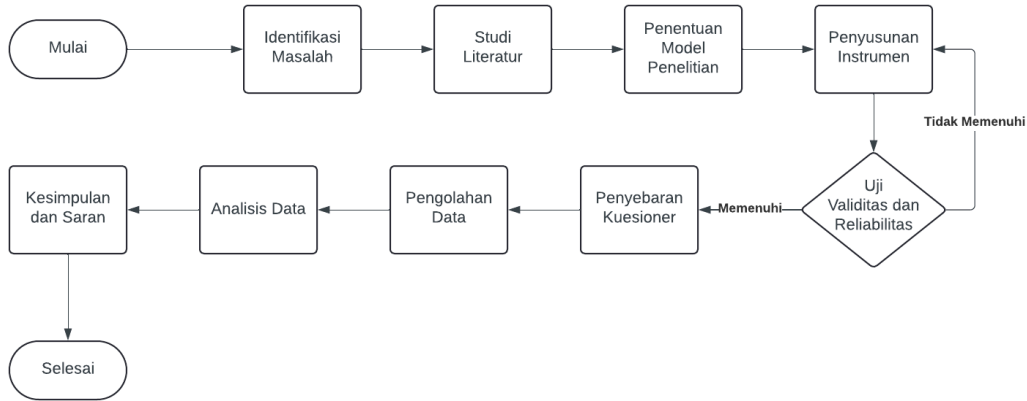 Mulai
Identifikasi
Masalah
Studi
Literatur
Penentuan
Model
Penelitian
Penyusunan
Instrumen
Tidak Memenuhi
Uji
Validitas dan
Reliabilitas
Memenuhi
Penyebaran
Kuesioner
Pengolahan
Data
Analisis Data
Kesimpulan
dan Saran
Selesai